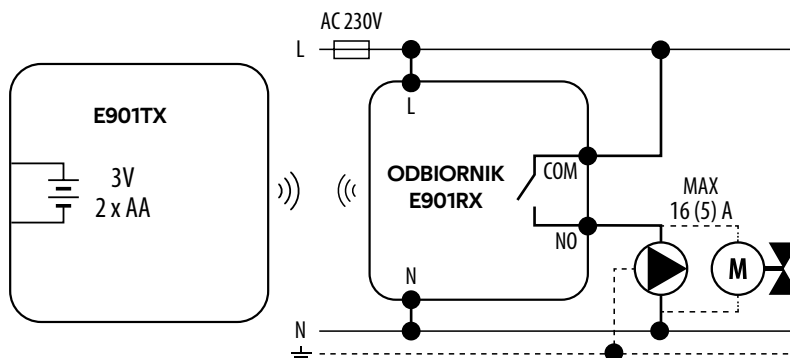 AC 230V
L
L
E901TX
3V
2 x AA
ODBIORNIK
E901RX
COM
NO
MAX
16 (5) A
M
N
N